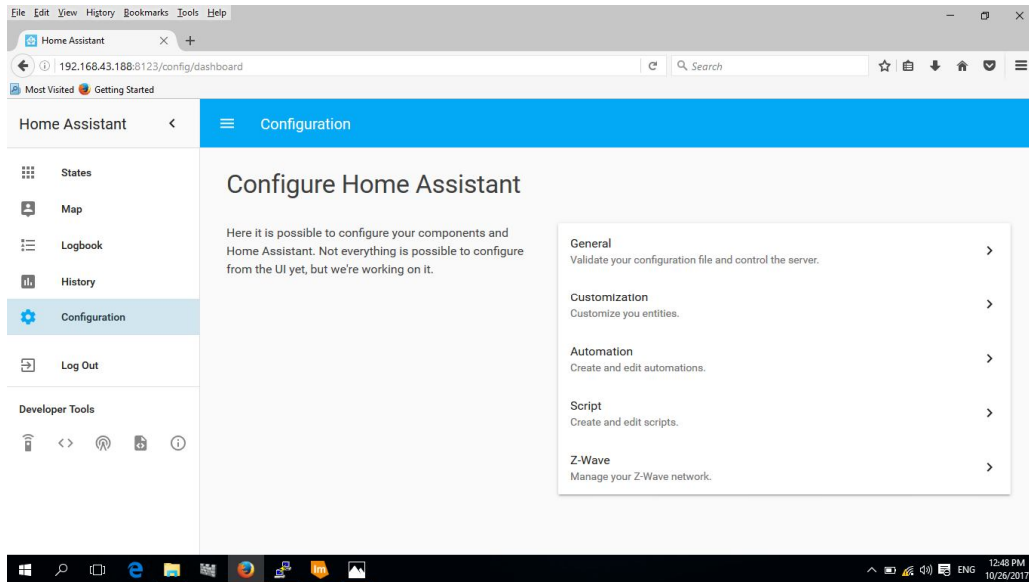 File Edit View History Bookmarks Tools Help
Home Assistant
192.168.43.188:8123/config/dashboard
Search
Most Visited Getting Started
Home Assistant
Configuration
States
Map
Logbook
History
Configuration
Log Out
Developer Tools
Configure Home Assistant
Here it is possible to configure your components and
Home Assistant. Not everything is possible to configure
from the UI yet, but we're working on it.
General
Validate your configuration file and control the server.
Customization
Customize you entities.
Automation
Create and edit automations.
Script
Create and edit scripts.
Z-Wave
Manage your Z-Wave network.
Im
ENG
12:48 PM
10/26/2017